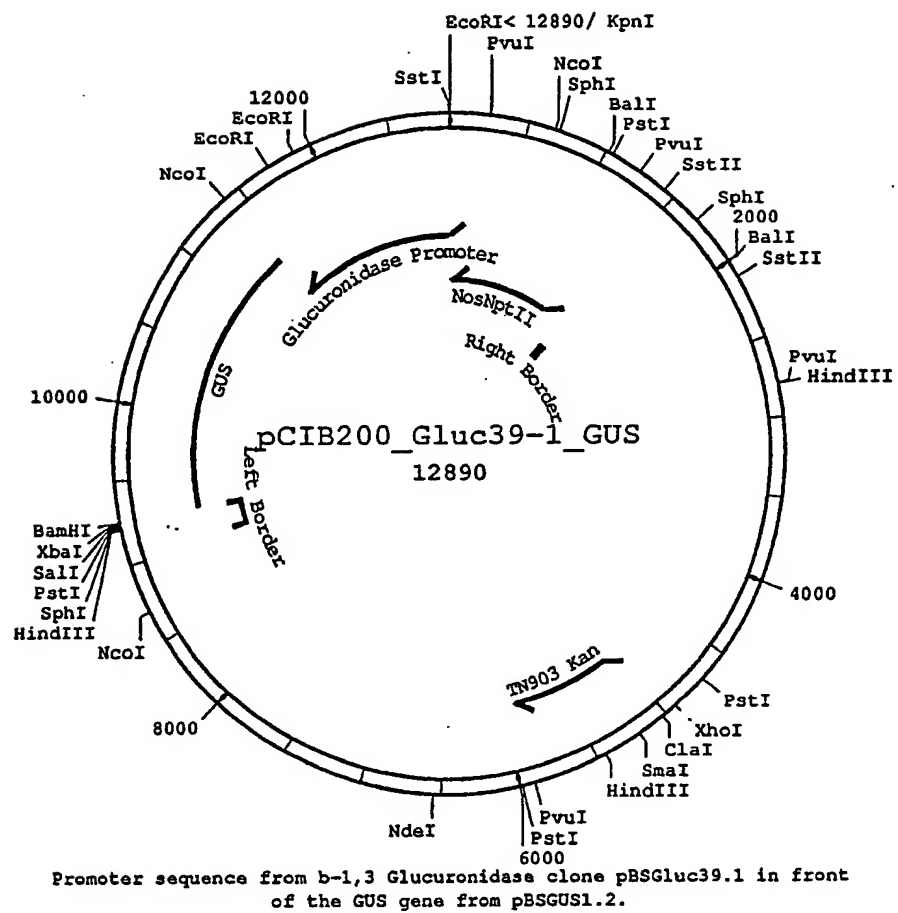 EcoRI< 12890/ KpnI
PvuI
SstI
NcoI
SphI
BalI
PstI
PvuI
SstII
SphI
2000
BalI
SstII
PvuI
HindIII
4000
PstI
XhoI
ClaI
SmaI
HindIII
PvuI
PstI
6000
NdeI
8000
NcoI
HindIII
SphI
PstI
SalI
XbaI
BamHI
10000
NcoI
EcoRI
EcoRI
12000
Glucuronidase Promoter
NosNptII
Right Border
GUS
Left Border
TN903 Kan
pCIB200_Gluc39-1_GUS
12890
Promoter sequence from b-1,3 Glucuronidase clone pBSGluc39.1 in front
of the GUS gene from pBSGUS1.2.